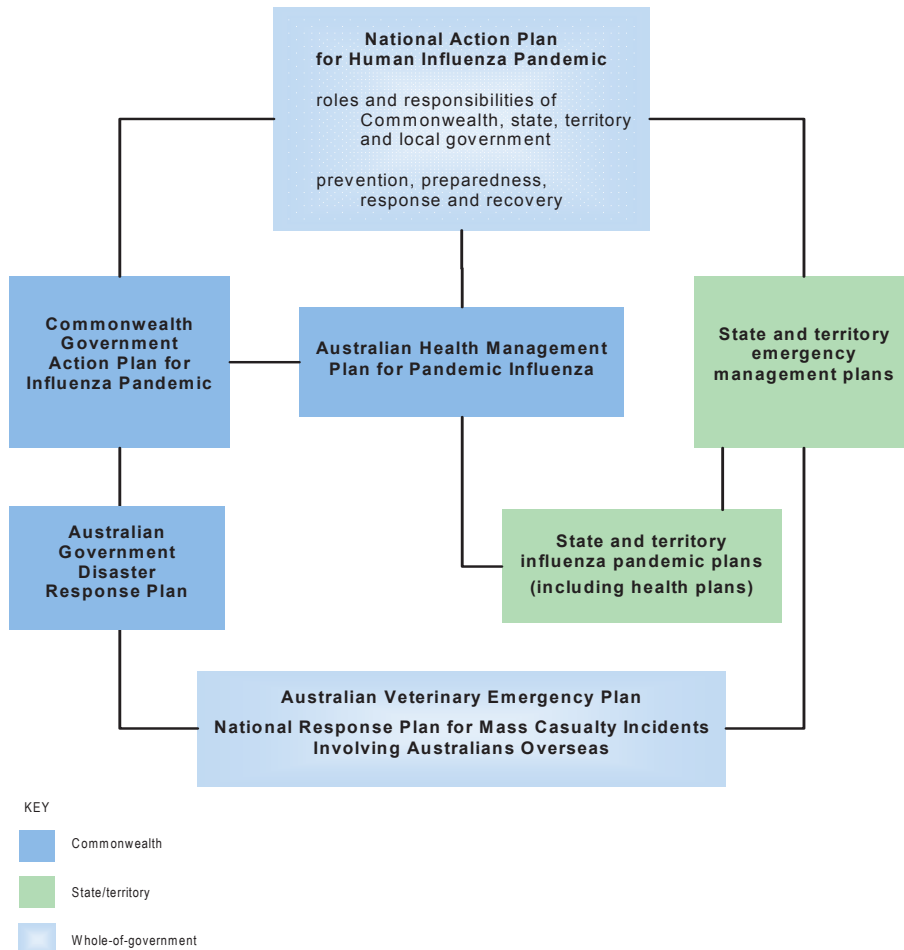 National Action Plan
for Human Influenza Pandemic
roles and responsibilities of
Commonwealth, state, territory
and local government
prevention, preparedness,
response and recovery
Commonwealth
Government
Action Plan for
Influenza Pandemic
Australian Health Management
Plan for Pandemic Influenza
State and territory
emergency
management plans
Australian
Government
Disaster
Response Plan
State and territory
influenza pandemic plans
(including health plans)
Australian Veterinary Emergency Plan
National Response Plan for Mass Casualty Incidents
Involving Australians Overseas
KEY
Commonwealth
State/territory
Whole-of-government